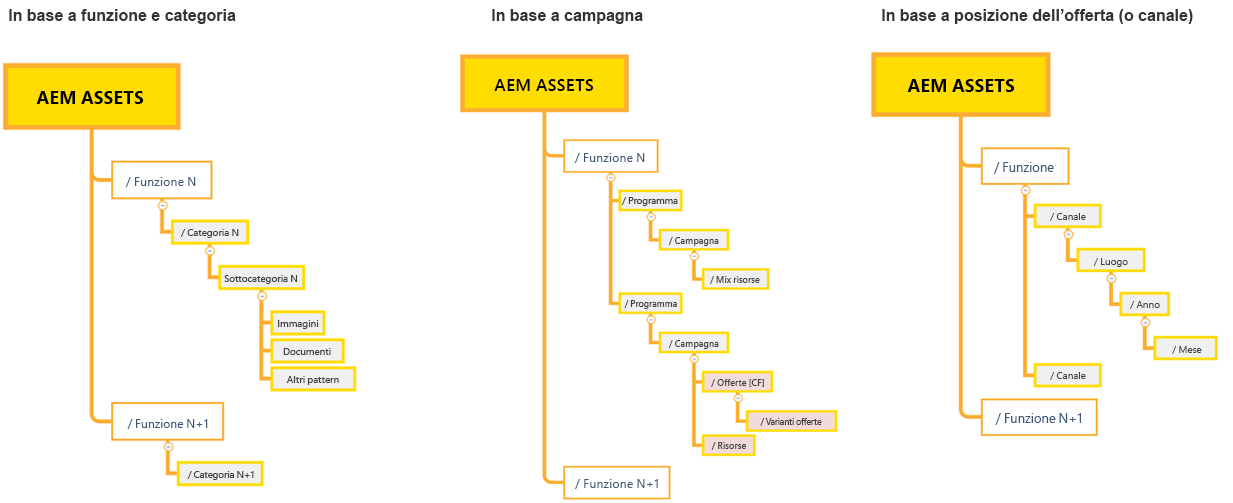 In base a funzione e categoria
AEM ASSETS
/ Funzione N
/ Categoria N
Sottocategoria N
Immagini
Documenti
Altri pattern
/ Funzione N+1
/ Categoria N+1
In base a campagna
AEM ASSETS
/ Funzione N
/ Programma
/ Campagna
/ Mix risorse
/ Programma
/ Campagna
/ Offerte [CF]
/ Varianti offerte
/ Risorse
/ Funzione N+1
In base a posizione dell’offerta (o canale)
AEM ASSETS
/ Funzione
/ Canale
/ Luogo
/ Anno
/ Mese
/ Canale
/ Funzione N+1